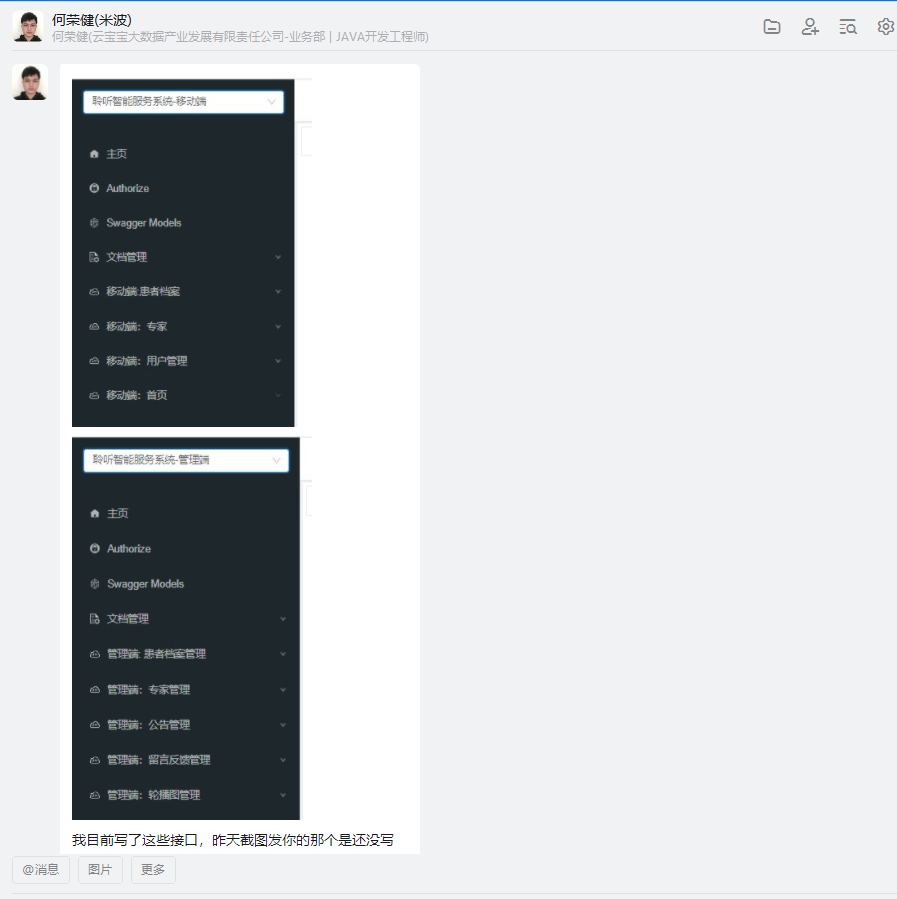 何荣健(米波)
何荣健(云宝宝大数据产业发展有限责任公司-业务部 | JAVA开发工程师)
聆听智能服务系统-移动端
主页
Authorize
Swagger Models
文档管理
移动端:患者档案
移动端：专家
移动端：用户管理
移动端：首页
聆听智能服务系统-管理端
主页
Authorize
Swagger Models
文档管理
管理端: 患者档案管理
管理端：专家管理
管理端：公告管理
管理端：留言反馈管理
管理端：轮播图管理
我目前写了这些接口，昨天截图发你的那个是还没写
@消息 图片 更多